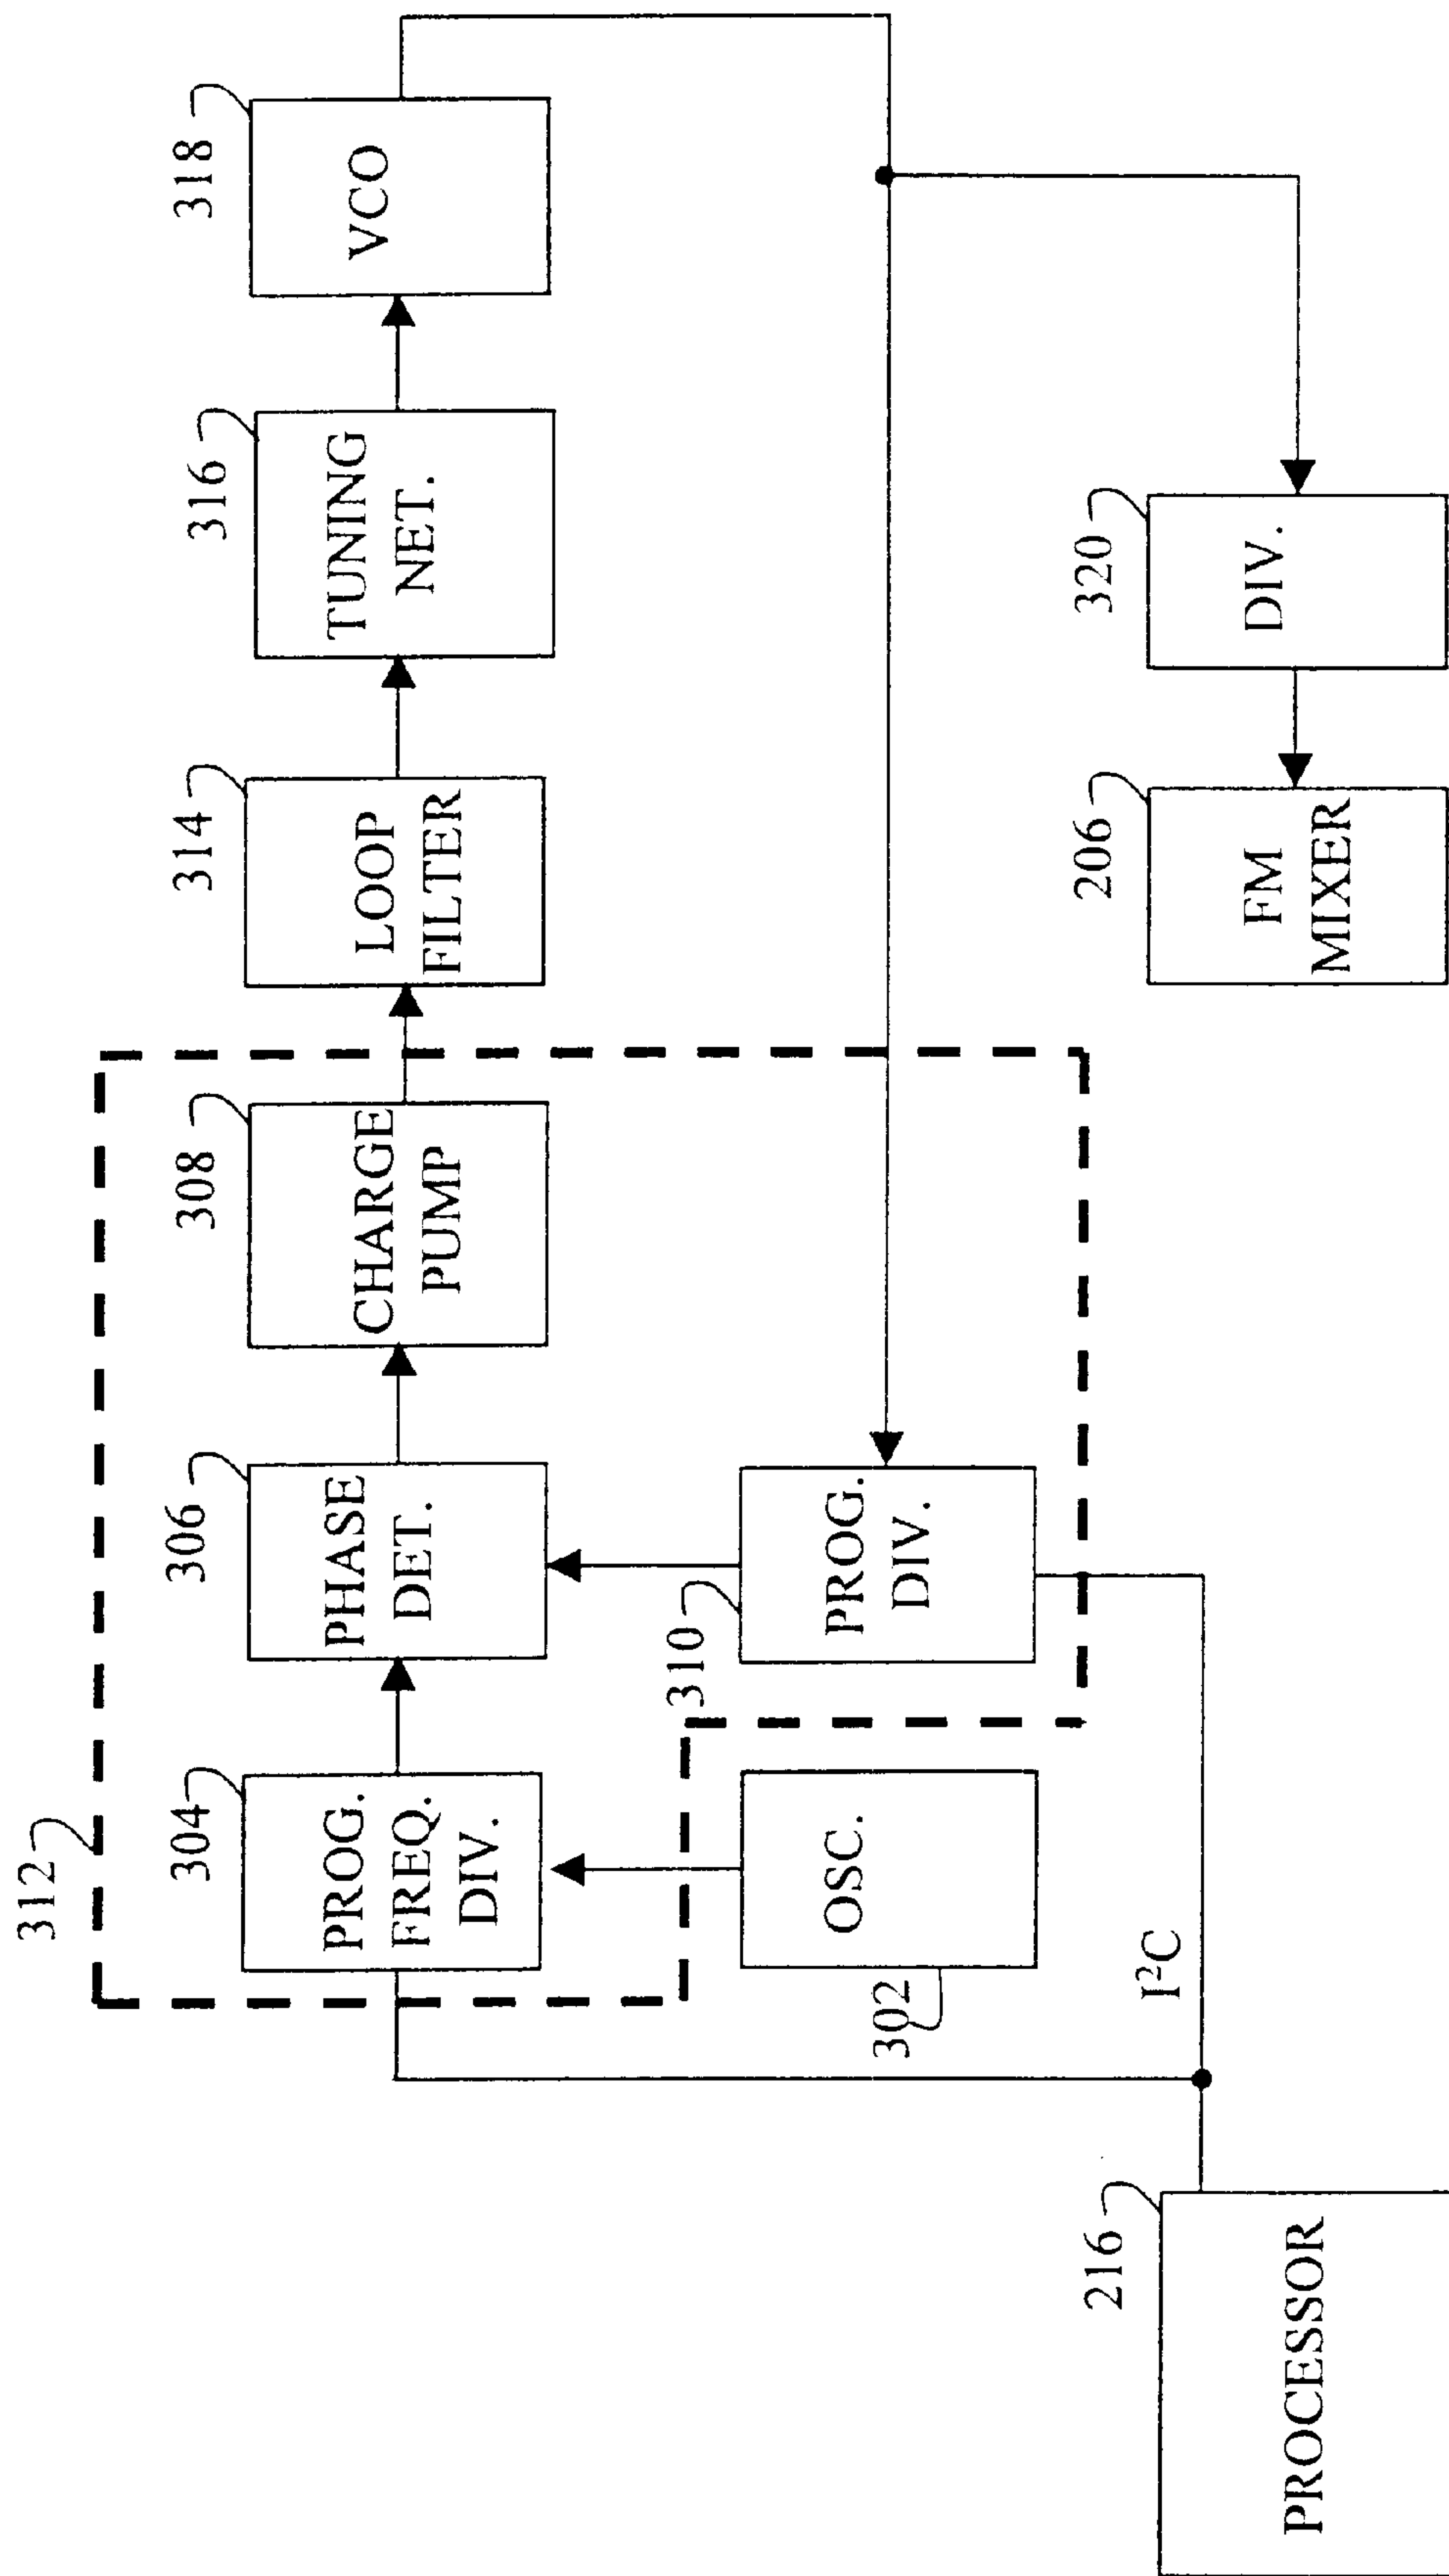 312
304
PROG.
FREQ.
DIV.
306
PHASE
DET.
308
CHARGE
PUMP
314
LOOP
FILTER
316
TUNING
NET.
318
VCO
302
OSC.
310
PROG.
DIV.
I²C
216
PROCESSOR
206
FM
MIXER
320
DIV.